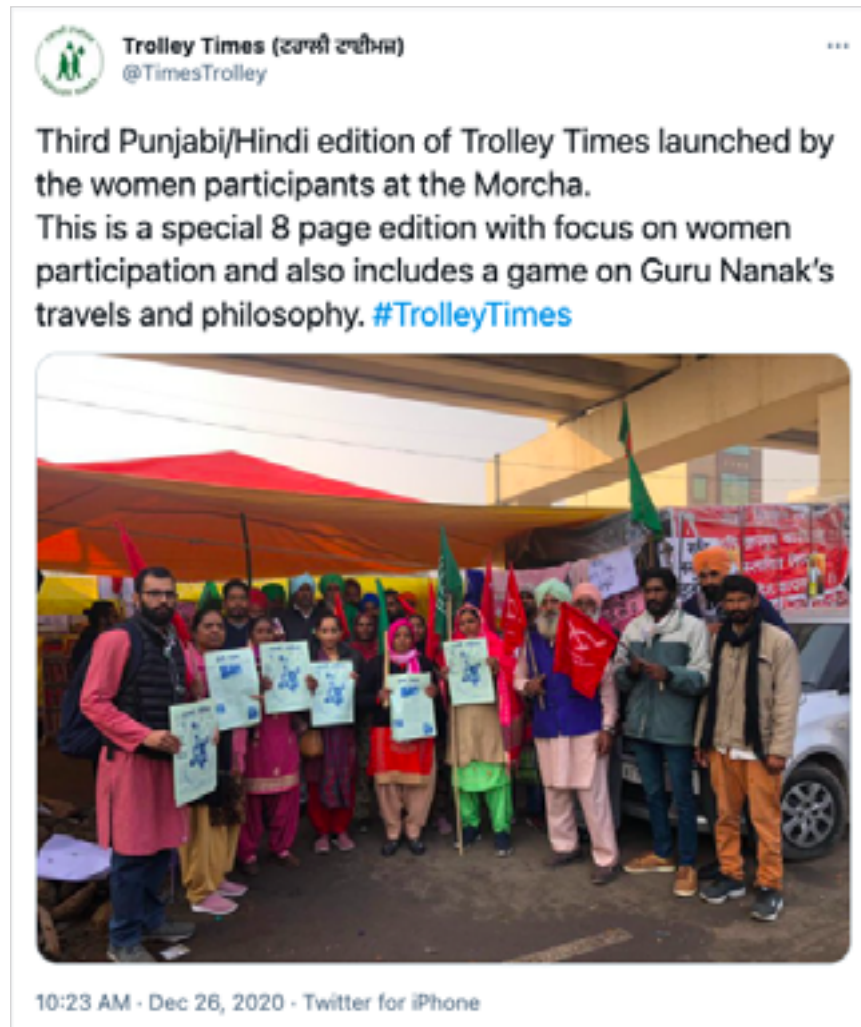 Trolley Times (ਟਰਾਲੀ ਟਾਈਮਜ਼)
@TimesTrolley
Third Punjabi/Hindi edition of Trolley Times launched by
the women participants at the Morcha.
This is a special 8 page edition with focus on women
participation and also includes a game on Guru Nanak's
travels and philosophy. #TrolleyTimes
10:23 AM · Dec 26, 2020 · Twitter for iPhone